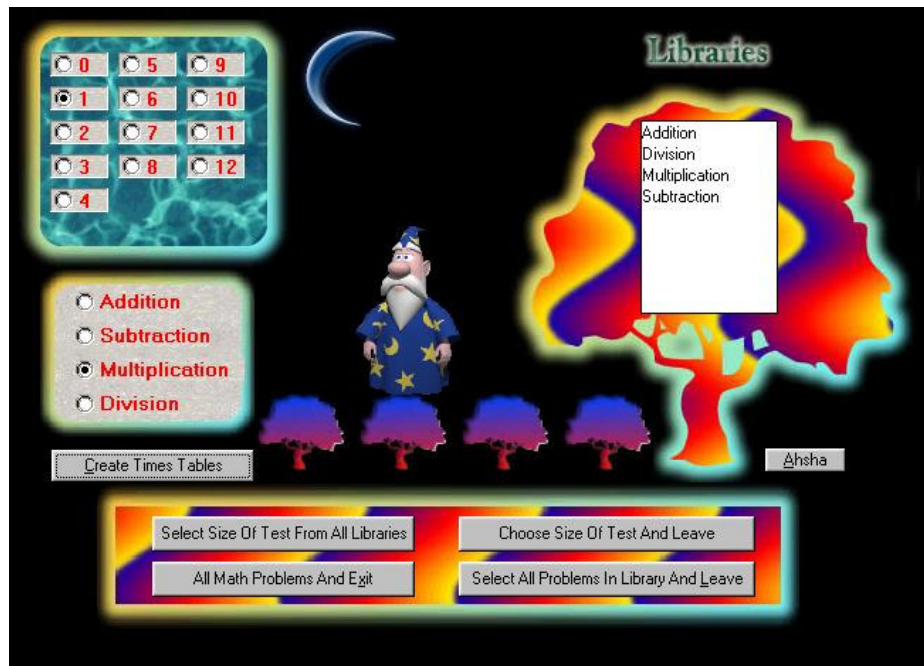 0 5 9
1 6 10
2 7 11
3 8 12
4
Libraries
Addition
Division
Multiplication
Subtraction
Addition
Subtraction
Multiplication
Division
Create Times Tables
Ahsha
Select Size Of Test From All Libraries
Choose Size Of Test And Leave
All Math Problems And Exit
Select All Problems In Library And Leave